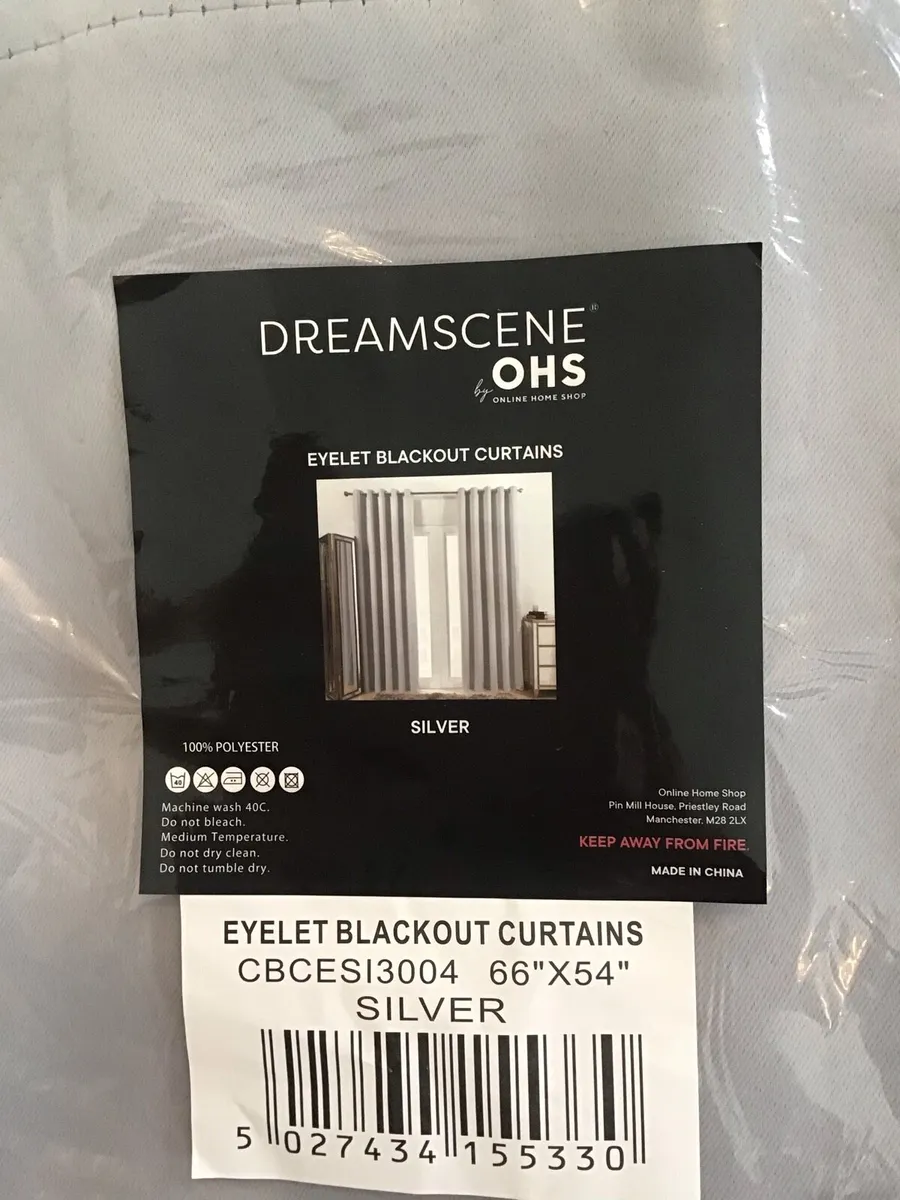 DREAMSCENE®
by OHS
ONLINE HOME SHOP
EYELET BLACKOUT CURTAINS
SILVER
100% POLYESTER
40
Machine wash 40C.
Do not bleach.
Medium Temperature.
Do not dry clean.
Do not tumble dry.
Online Home Shop
Pin Mill House, Priestley Road
Manchester, M28 2LX
KEEP AWAY FROM FIRE.
MADE IN CHINA
EYELET BLACKOUT CURTAINS
CBCESI3004 66"X54"
SILVER
5 027434 155330